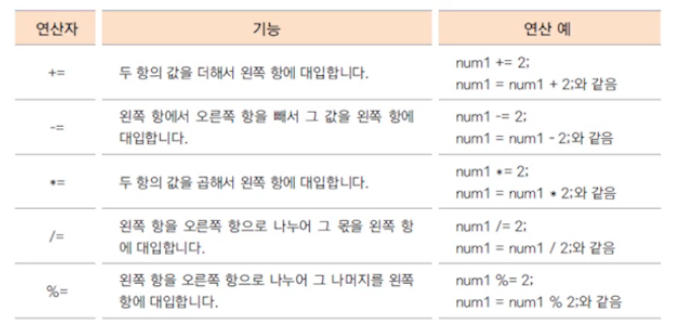 연산자 기능 연산 예
+= 두 항의 값을 더해서 왼쪽 항에 대입합니다. num1 += 2;
num1 = num1 + 2;와 같음
-= 왼쪽 항에서 오른쪽 항을 빼서 그 값을 왼쪽 항에 num1 -= 2;
대입합니다. num1 = num1 - 2;와 같음
*= 두 항의 값을 곱해서 왼쪽 항에 대입합니다. num1 *= 2;
num1 = num1 * 2;와 같음
/= 왼쪽 항을 오른쪽 항으로 나누어 그 몫을 왼쪽 항 num1 /= 2;
에 대입합니다. num1 = num1 / 2;와 같음
%= 왼쪽 항을 오른쪽 항으로 나누어 그 나머지를 왼쪽 num1 %= 2;
항에 대입합니다. num1 = num1 % 2;와 같음